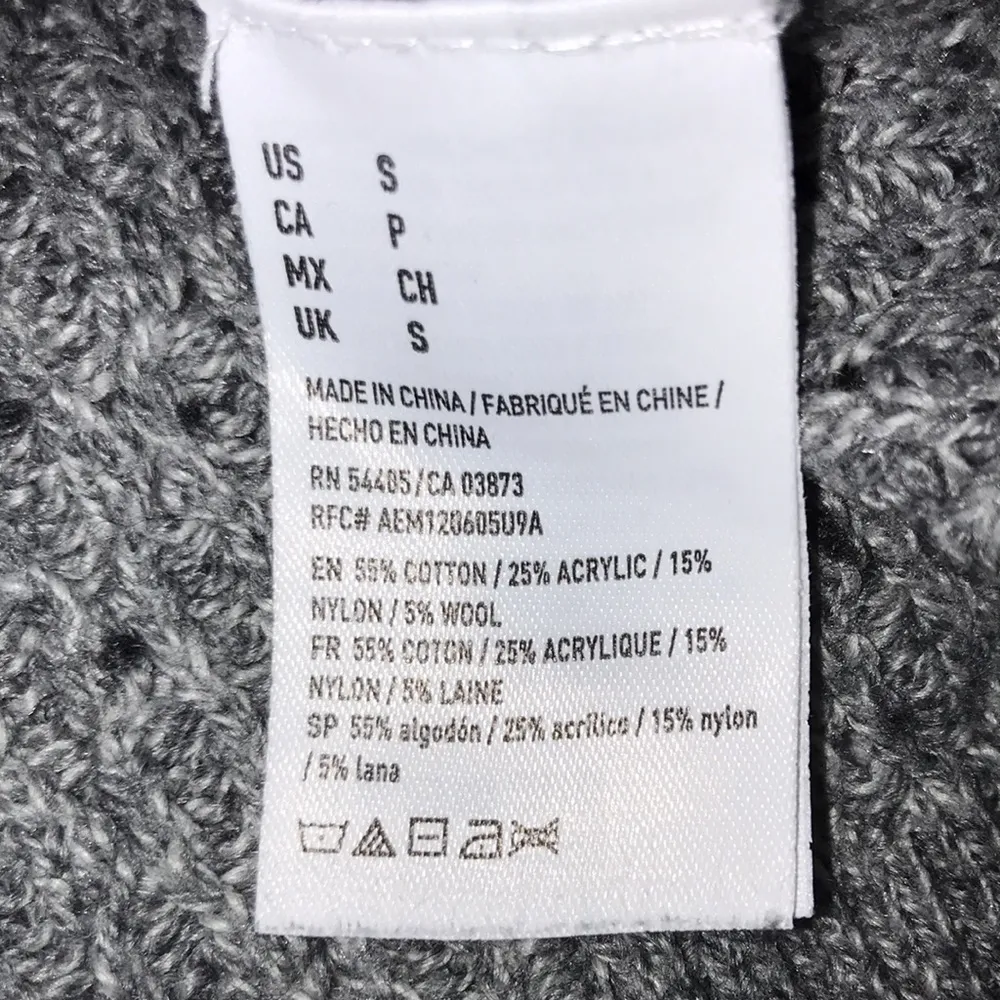 US S
CA P
MX CH
UK S
MADE IN CHINA / FABRIQUÉ EN CHINE /
HECHO EN CHINA
RN 54485/CA 03873
RFC# AEM120605U9A
EN 55% COTTON / 25% ACRYLIC / 15%
NYLON / 5% WOOL
FR 55% COTON / 25% ACRYLIQUE / 15%
NYLON / 5% LAINE
SP 55% algodón / 25% acrílico / 15% nylon
/ 5% lana